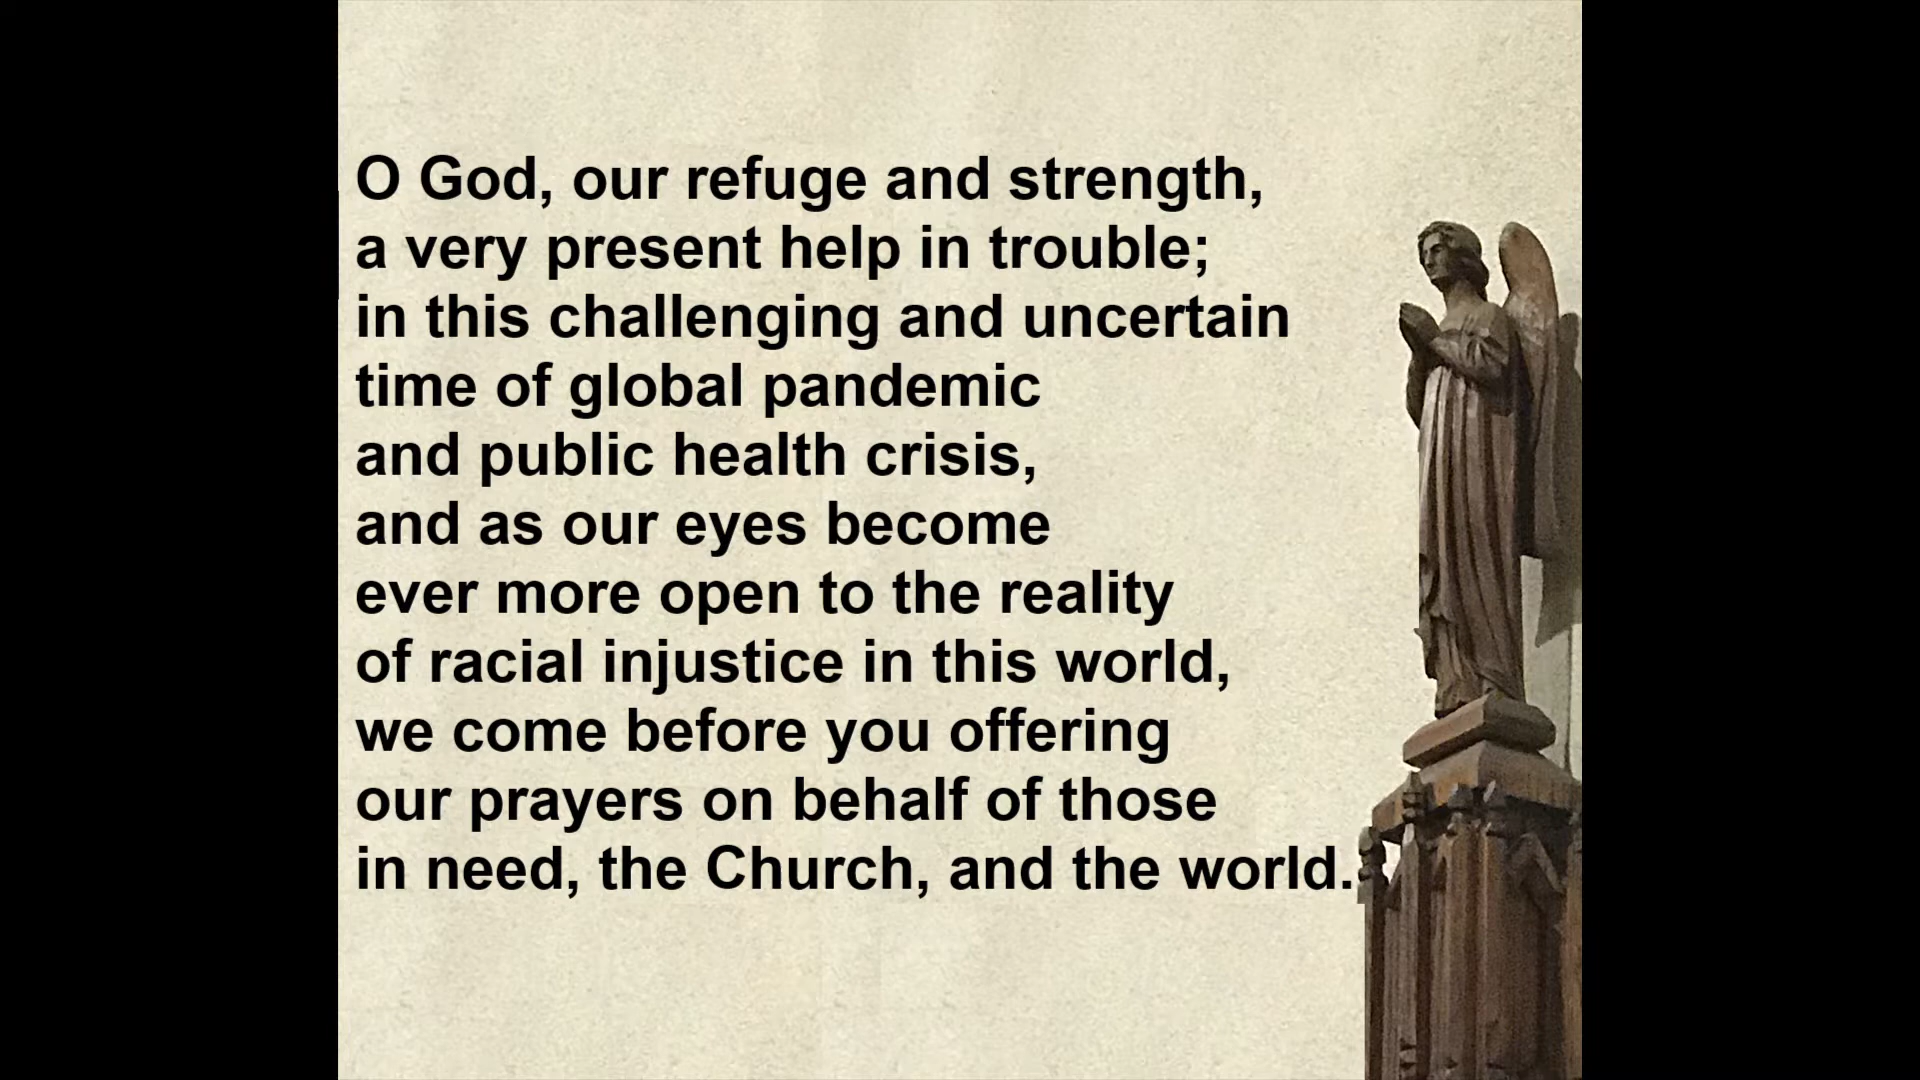 O God, our refuge and strength,
a very present help in trouble;
in this challenging and uncertain
time of global pandemic
and public health crisis,
and as our eyes become
ever more open to the reality
of racial injustice in this world,
we come before you offering
our prayers on behalf of those
in need, the Church, and the world.